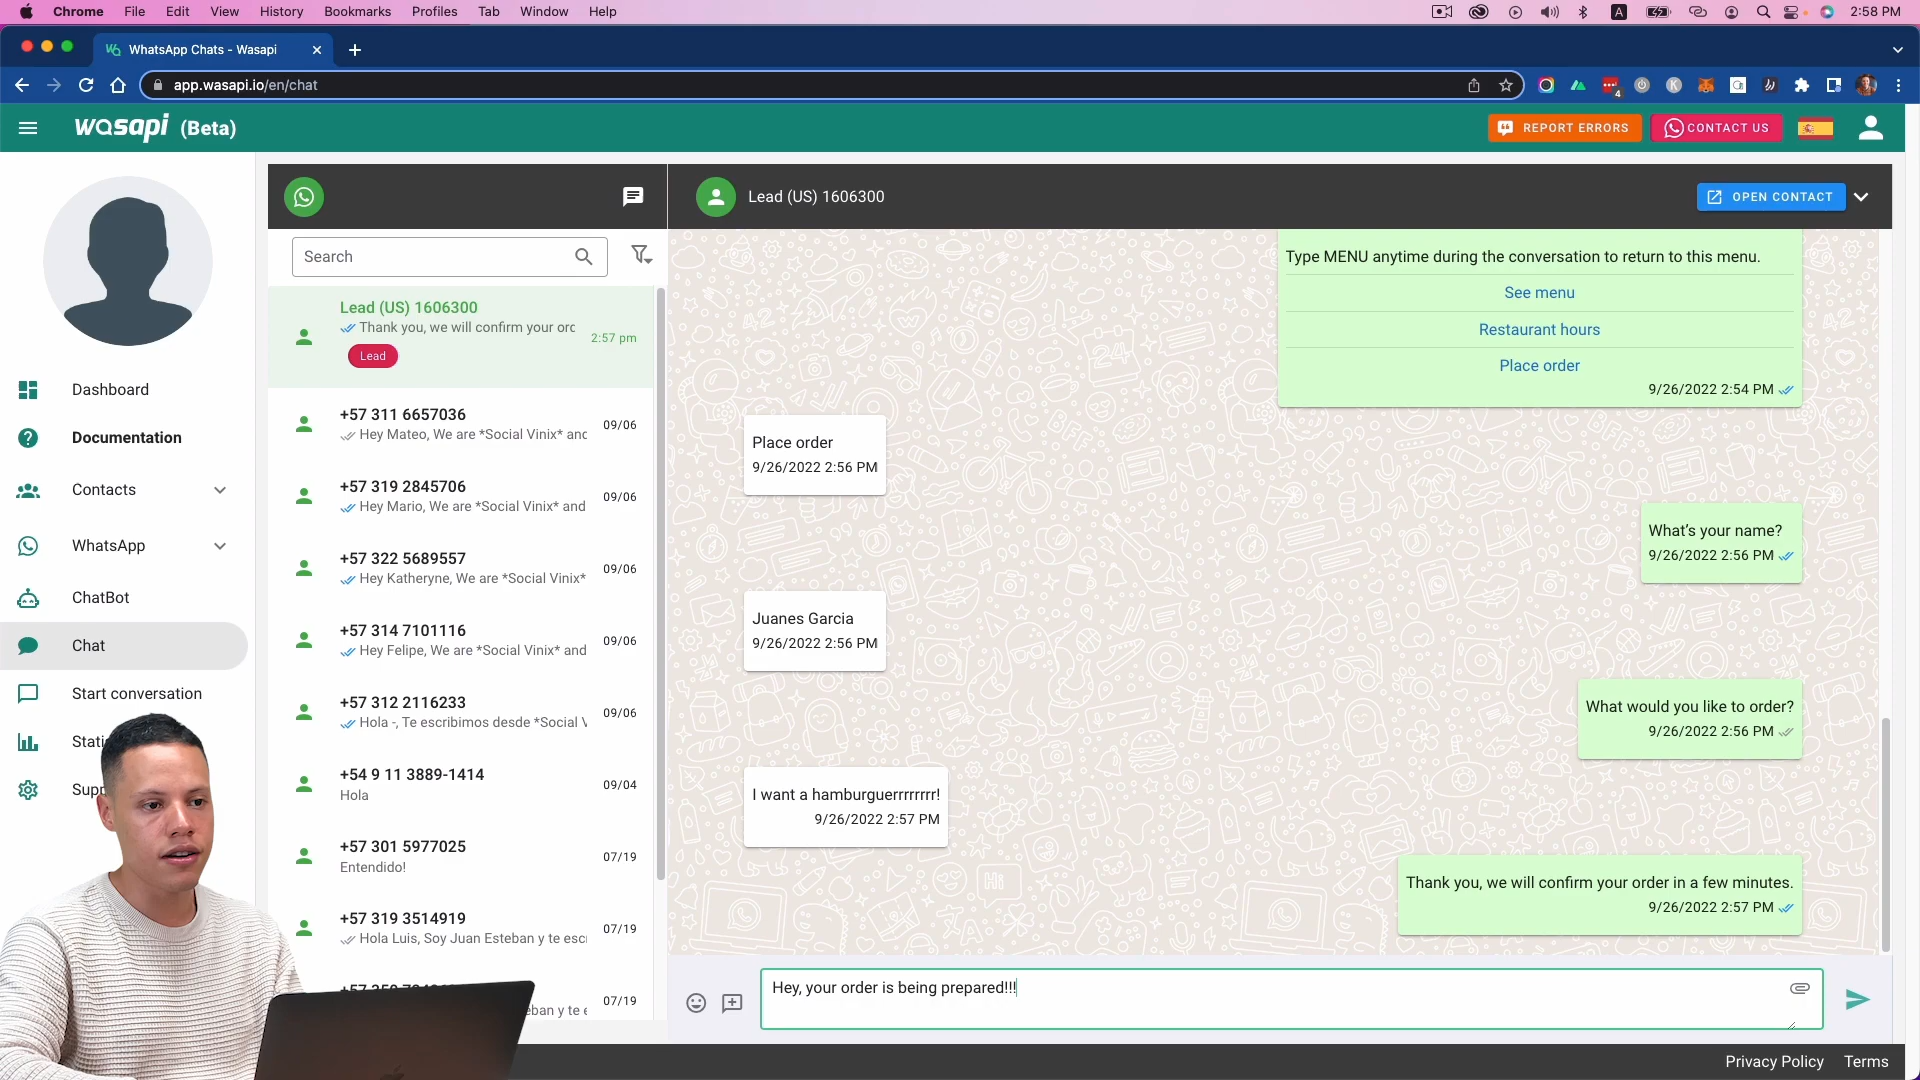 Chrome File Edit View History Bookmarks Profiles Tab Window Help
A
2:58 PM
WhatsApp Chats - Wasapi
app.wasapi.io/en/chat
4
K
wasapi (Beta)
REPORT ERRORS
CONTACT US
Lead (US) 1606300
OPEN CONTACT
Search
Lead (US) 1606300
Thank you, we will confirm your orc
2:57 pm
Lead
+57 311 6657036
Hey Mateo, We are *Social Vinix* and
09/06
+57 319 2845706
Hey Mario, We are *Social Vinix* and
09/06
+57 322 5689557
Hey Katheryne, We are *Social Vinix*
09/06
+57 314 7101116
Hey Felipe, We are *Social Vinix* and
09/06
+57 312 2116233
Hola -, Te escribimos desde *Social V
09/06
+54 9 11 3889-1414
Hola
09/04
+57 301 5977025
Entendido!
07/19
+57 319 3514919
Hola Luis, Soy Juan Esteban y te esci
07/19
eban y te e
07/19
Dashboard
Documentation
Contacts
WhatsApp
ChatBot
Chat
Start conversation
Stati
Supp
Type MENU anytime during the conversation to return to this menu.
See menu
Restaurant hours
Place order
9/26/2022 2:54 PM
Place order
9/26/2022 2:56 PM
What's your name?
9/26/2022 2:56 PM
Juanes Garcia
9/26/2022 2:56 PM
What would you like to order?
9/26/2022 2:56 PM
I want a hamburguerrrrrrrr!
9/26/2022 2:57 PM
Thank you, we will confirm your order in a few minutes.
9/26/2022 2:57 PM
Hey, your order is being prepared!!!
Privacy Policy Terms